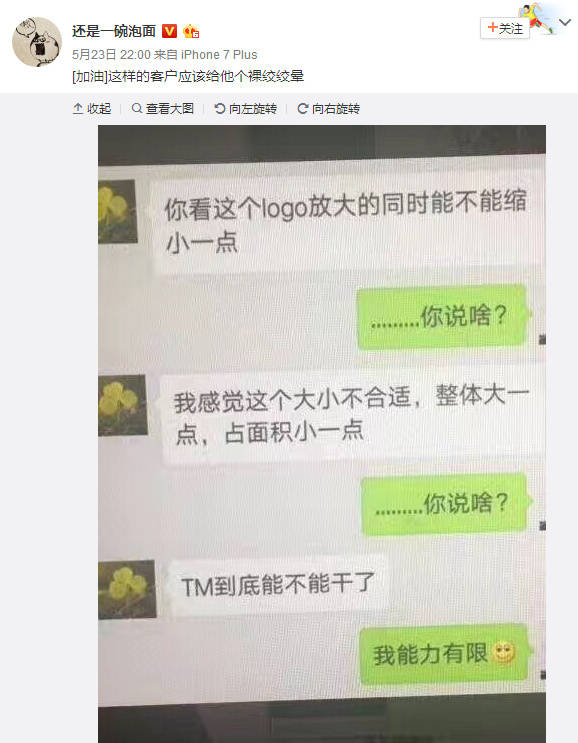 还是一碗泡面
5月23日 22:00 来自 iPhone 7 Plus
+关注
[加油]这样的客户应该给他个裸绞绞晕
收起
查看大图
向左旋转
向右旋转
你看这个logo放大的同时能不能缩
小一点
.........你说啥?
我感觉这个大小不合适，整体大一
点，占面积小一点
.........你说啥?
TM到底能不能干了
我能力有限